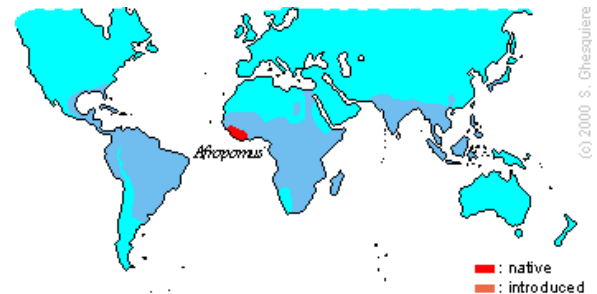 (c) 2000 S. Ghesquiere
Afropomus
: native
: introduced